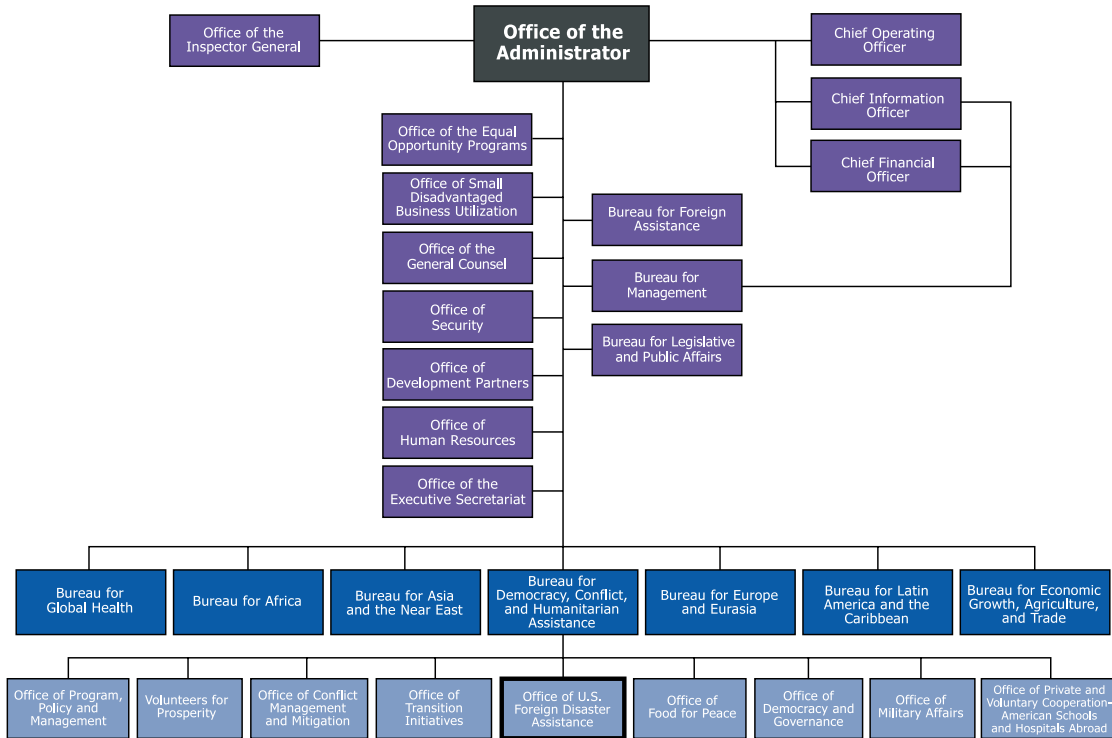 Office of the
Inspector General
Office of the
Administrator
Chief Operating
Officer
Chief Information
Officer
Chief Financial
Officer
Office of the Equal
Opportunity Programs
Office of Small
Disadvantaged
Business Utilization
Office of the
General Counsel
Office of
Security
Office of
Development Partners
Office of
Human Resources
Office of the
Executive Secretariat
Bureau for Foreign
Assistance
Bureau for
Management
Bureau for Legislative
and Public Affairs
Bureau for
Global Health
Bureau for Africa
Bureau for Asia
and the Near East
Bureau for
Democracy, Conflict,
and Humanitarian
Assistance
Bureau for Europe
and Eurasia
Bureau for Latin
America and the
Caribbean
Bureau for Economic
Growth, Agriculture,
and Trade
Office of Program,
Policy and
Management
Volunteers for
Prosperity
Office of Conflict
Management
and Mitigation
Office of
Transition
Initiatives
Office of U.S.
Foreign Disaster
Assistance
Office of
Food for Peace
Office of
Democracy and
Governance
Office of
Military Affairs
Office of Private and
Voluntary Cooperation-
American Schools
and Hospitals Abroad